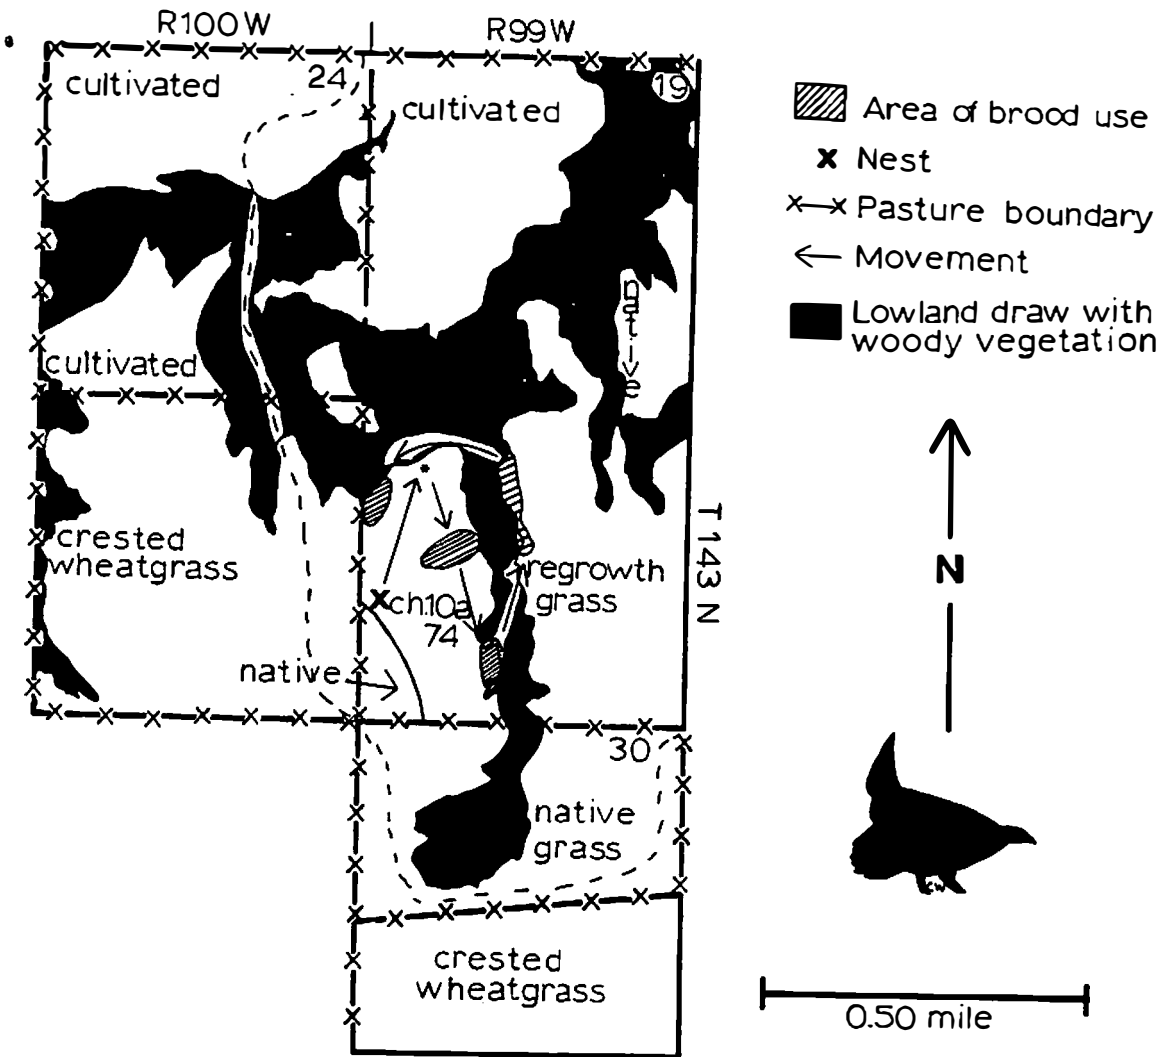 R100W
R99W
cultivated
24
cultivated
19
native
cultivated
crested
wheatgrass
regrowth
grass
ch.10a
74
native
30
native
grass
crested
wheatgrass
T 143 N
Area of brood use
x Nest
x—x Pasture boundary
← Movement
Lowland draw with
woody vegetation
N
0.50 mile